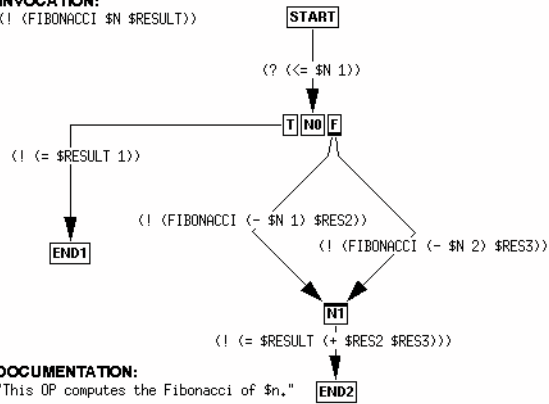 INVOCATION:
(! (FIBONACCI $N $RESULT))
START
(? (<= $N 1))
T N0 F
(! (= $RESULT 1))
(! (FIBONACCI (- $N 1) $RES2))
(! (FIBONACCI (- $N 2) $RES3))
END1
N1
(! (= $RESULT (+ $RES2 $RES3)))
DOCUMENTATION:
"This OP computes the Fibonacci of $n."
END2